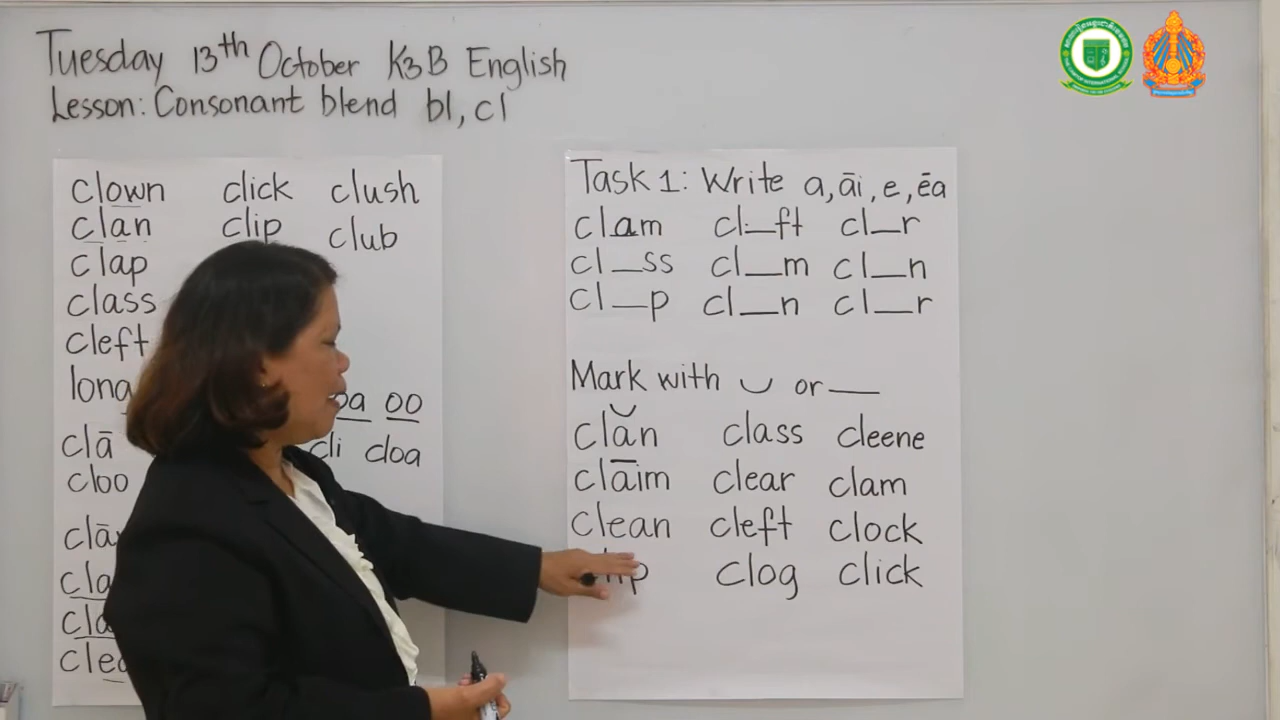 Tuesday 13th October K3B English
Lesson: Consonant blend bl, cl
clown click clush
clan clip club
clap
class
cleft
long
oa oo
clā cli cloa
cloo
Task 1: Write a, āi, e, ēa
clam cl_ft cl_r
cl_ss cl_m cl_n
cl_p cl_n cl_r
Mark with ◡ or —
clăn class cleene
clāim clear clam
clean cleft clock
clip clog click